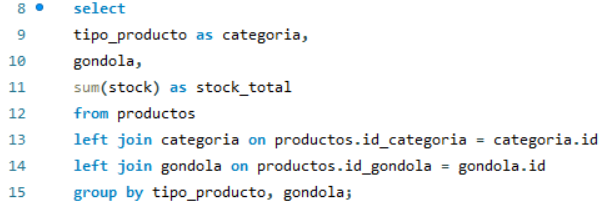 8 select
9 tipo_producto as categoria,
10 gondola,
11 sum(stock) as stock_total
12 from productos
13 left join categoria on productos.id_categoria = categoria.id
14 left join gondola on productos.id_gondola = gondola.id
15 group by tipo_producto, gondola;